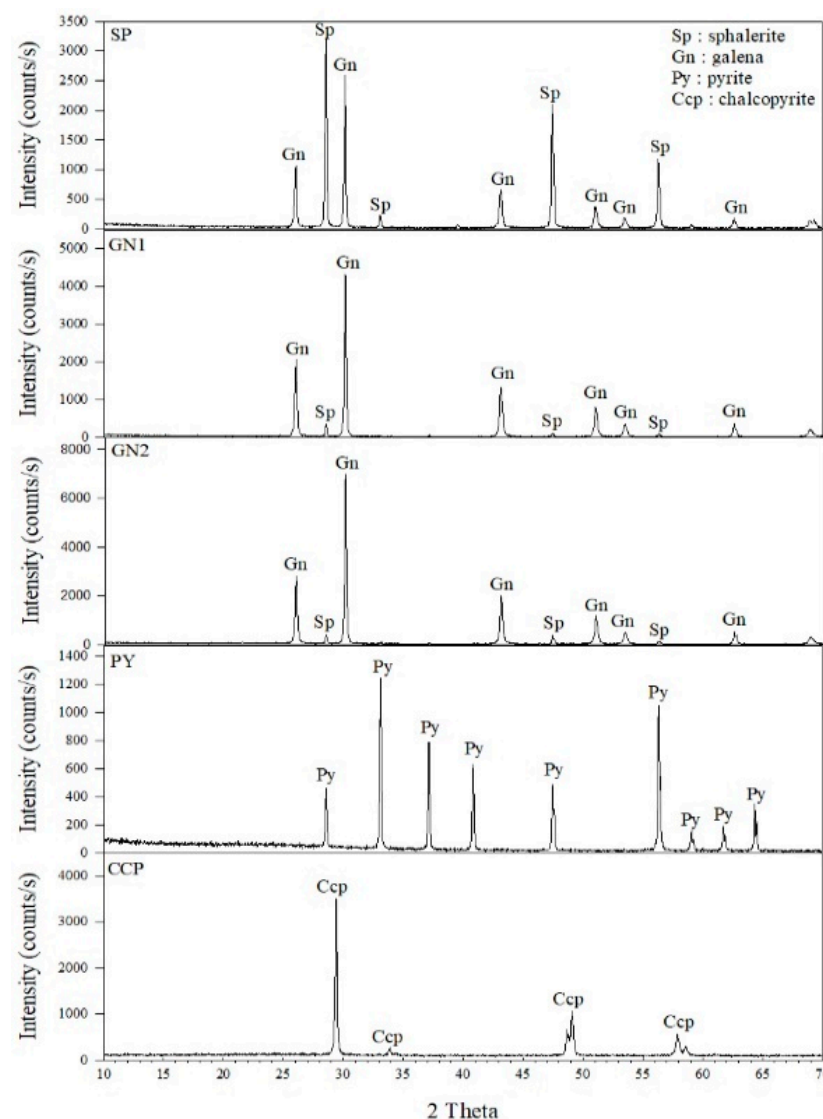 SP
Sp : sphalerite
Gn : galena
Py : pyrite
Ccp : chalcopyrite
Intensity (counts/s)
3500
3000
2500
2000
1500
1000
500
0
Gn
Sp
Gn
Sp
Gn
Sp
Gn
Gn
Sp
Gn
GN1
Intensity (counts/s)
5000
4000
3000
2000
1000
0
Gn
Sp
Gn
Gn
Sp
Gn
Gn
Sp
Gn
GN2
Intensity (counts/s)
8000
6000
4000
2000
0
Gn
Sp
Gn
Gn
Sp
Gn
Gn
Sp
Gn
PY
Intensity (counts/s)
1400
1200
1000
800
600
400
200
0
Py
Py
Py
Py
Py
Py
Py
Py
Py
CCP
Intensity (counts/s)
4000
3000
2000
1000
0
Ccp
Ccp
Ccp
Ccp
10 15 20 25 30 35 40 45 50 55 60 65 7
2 Theta